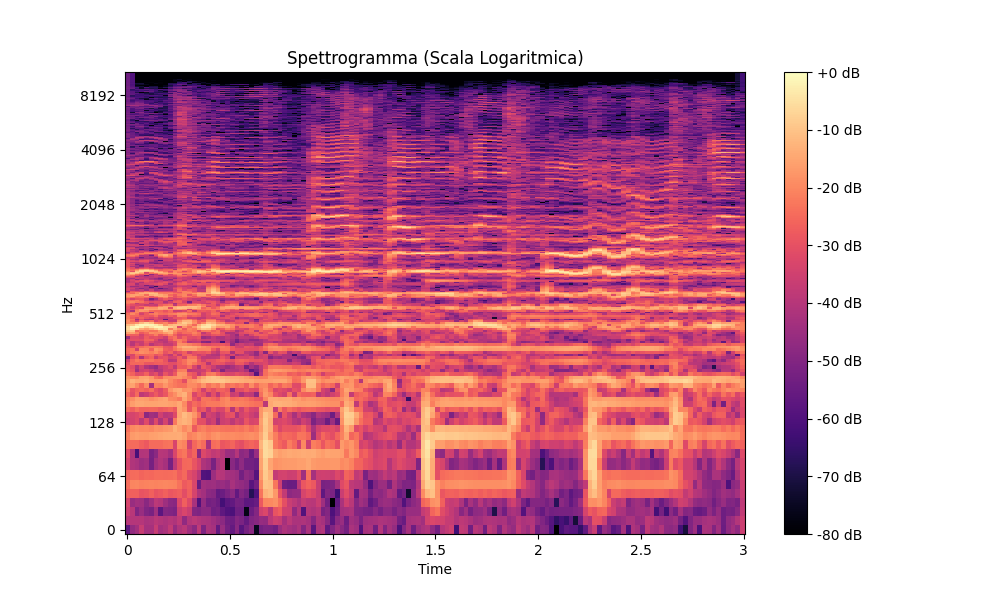 Spettrogramma (Scala Logaritmica)
Hz
8192
4096
2048
1024
512
256
128
64
0
0
0.5
1
1.5
2
2.5
3
Time
+0 dB
-10 dB
-20 dB
-30 dB
-40 dB
-50 dB
-60 dB
-70 dB
-80 dB